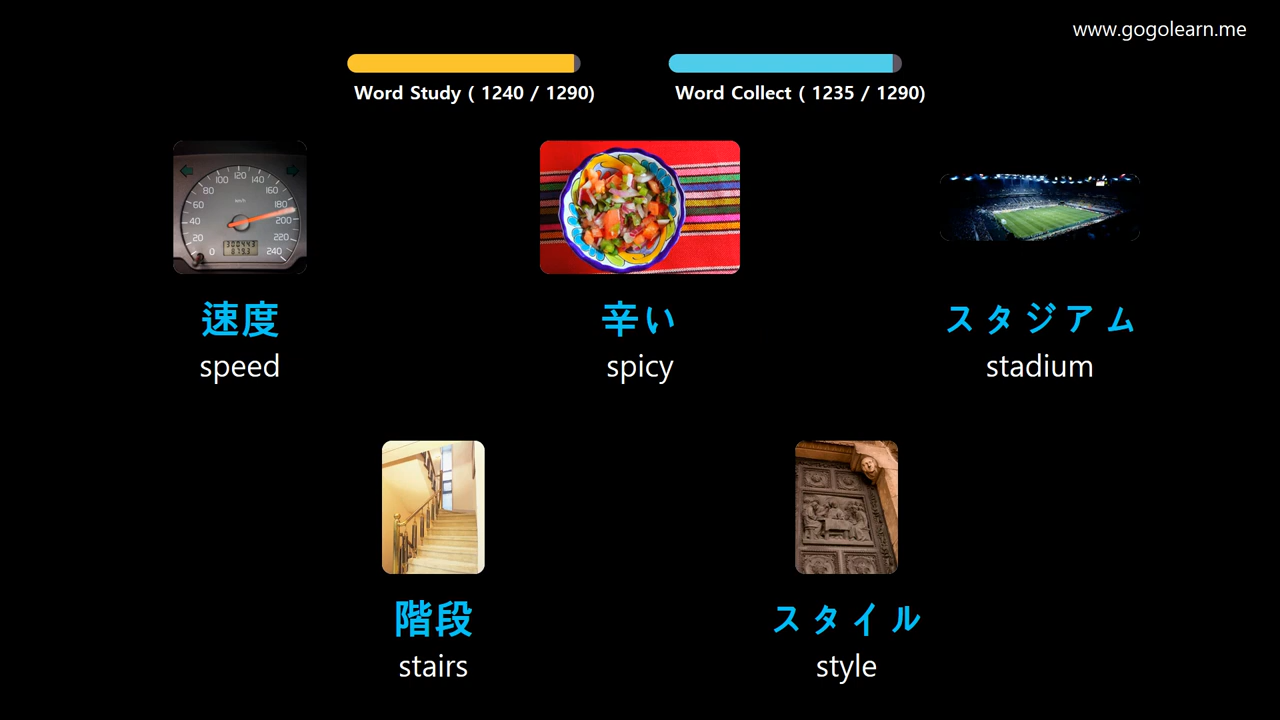 www.gogolearn.me
Word Study ( 1240 / 1290)
Word Collect ( 1235 / 1290)
速度
speed
辛い
spicy
スタジアム
stadium
階段
stairs
スタイル
style